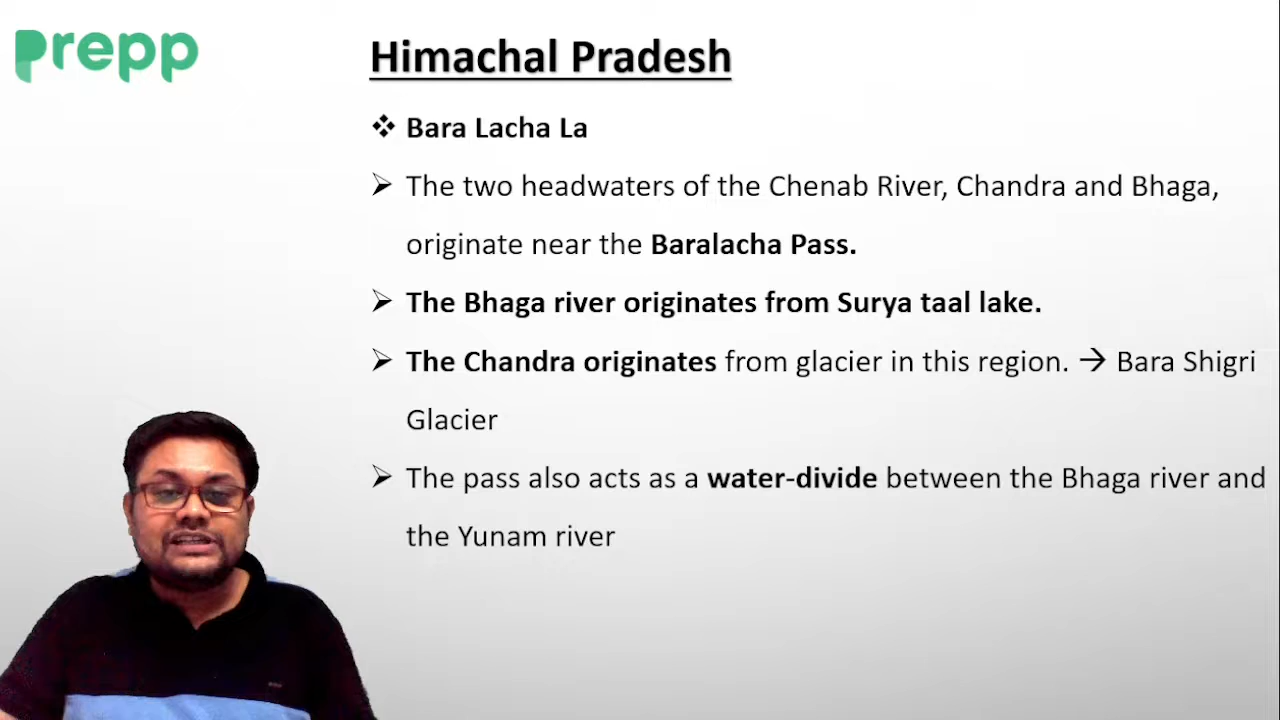 prepp
Himachal Pradesh
❖ Bara Lacha La
➢ The two headwaters of the Chenab River, Chandra and Bhaga,
originate near the Baralacha Pass.
➢ The Bhaga river originates from Surya taal lake.
➢ The Chandra originates from glacier in this region. → Bara Shigri
Glacier
➢ The pass also acts as a water-divide between the Bhaga river and
the Yunam river